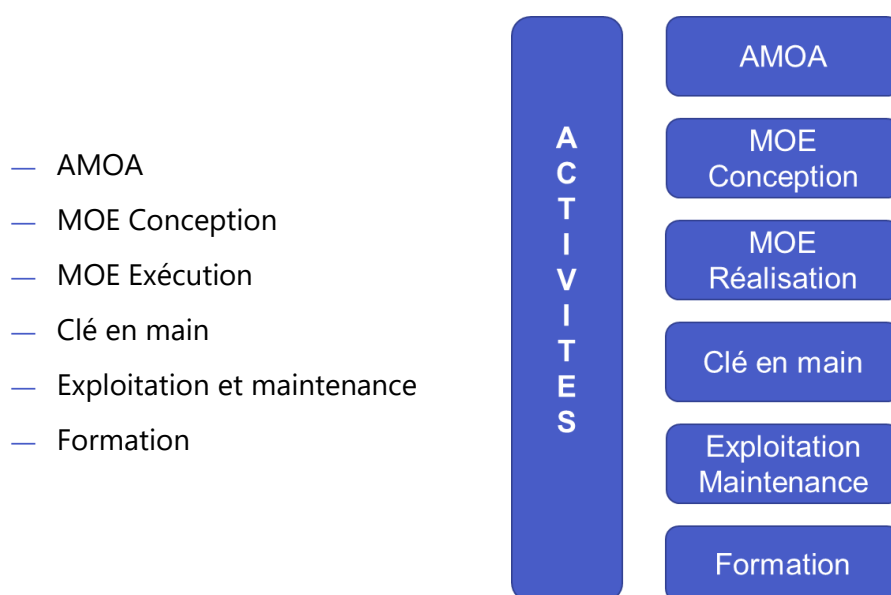 — AMOA
— MOE Conception
— MOE Exécution
— Clé en main
— Exploitation et maintenance
— Formation
A
C
T
I
V
I
T
E
S
AMOA
MOE
Conception
MOE
Réalisation
Clé en main
Exploitation
Maintenance
Formation